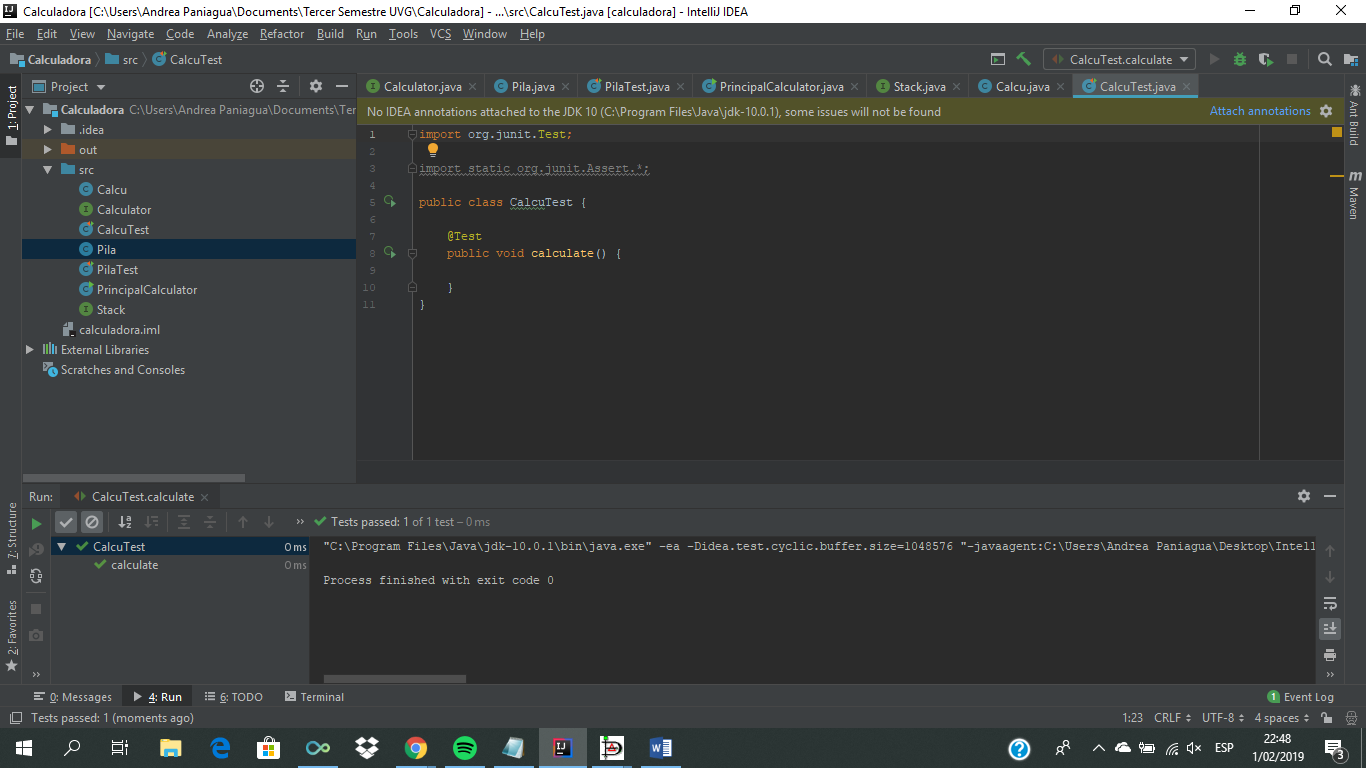 Calculadora [C:\Users\Andrea Paniagua\Documents\Tercer Semestre UVG\Calculadora] - ...\src\CalcuTest.java [calculadora] - IntelliJ IDEA
File Edit View Navigate Code Analyze Refactor Build Run Tools VCS Window Help
Calculadora src CalcuTest CalcuTest.calculate
Project
Calculator.java Pila.java PilaTest.java PrincipalCalculator.java Stack.java Calcu.java CalcuTest.java
1: Project
Calculadora C:\Users\Andrea Paniagua\Documents\Ter
.idea
out
src
Calcu
Calculator
CalcuTest
Pila
PilaTest
PrincipalCalculator
Stack
calculadora.iml
External Libraries
Scratches and Consoles
No IDEA annotations attached to the JDK 10 (C:\Program Files\Java\jdk-10.0.1), some issues will not be found Attach annotations
1 import org.junit.Test;
2
3 import static org.junit.Assert.*;
4
5 public class CalcuTest {
6
7 @Test
8 public void calculate() {
9
10 }
11 }
Ant Build
Maven
7: Structure
2: Favorites
Run: CalcuTest.calculate
Tests passed: 1 of 1 test – 0 ms
CalcuTest 0 ms
calculate 0 ms
"C:\Program Files\Java\jdk-10.0.1\bin\java.exe" -ea -Didea.test.cyclic.buffer.size=1048576 "-javaagent:C:\Users\Andrea Paniagua\Desktop\Intell
Process finished with exit code 0
0: Messages 4: Run 6: TODO Terminal 1 Event Log
Tests passed: 1 (moments ago) 1:23 CRLF UTF-8 4 spaces
ESP
22:48
1/02/2019
3